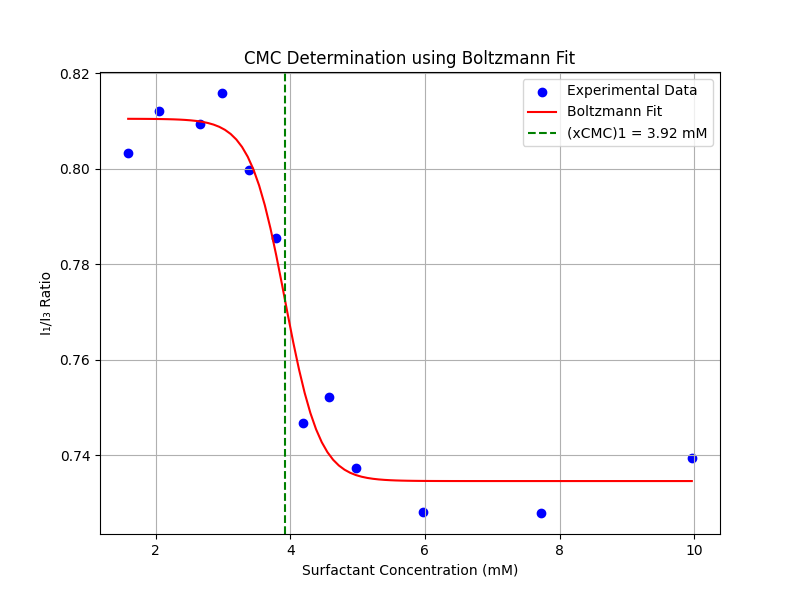 CMC Determination using Boltzmann Fit
Experimental Data
Boltzmann Fit
(xCMC)1 = 3.92 mM
I₁/I₃ Ratio
0.82
0.80
0.78
0.76
0.74
2
4
6
8
10
Surfactant Concentration (mM)